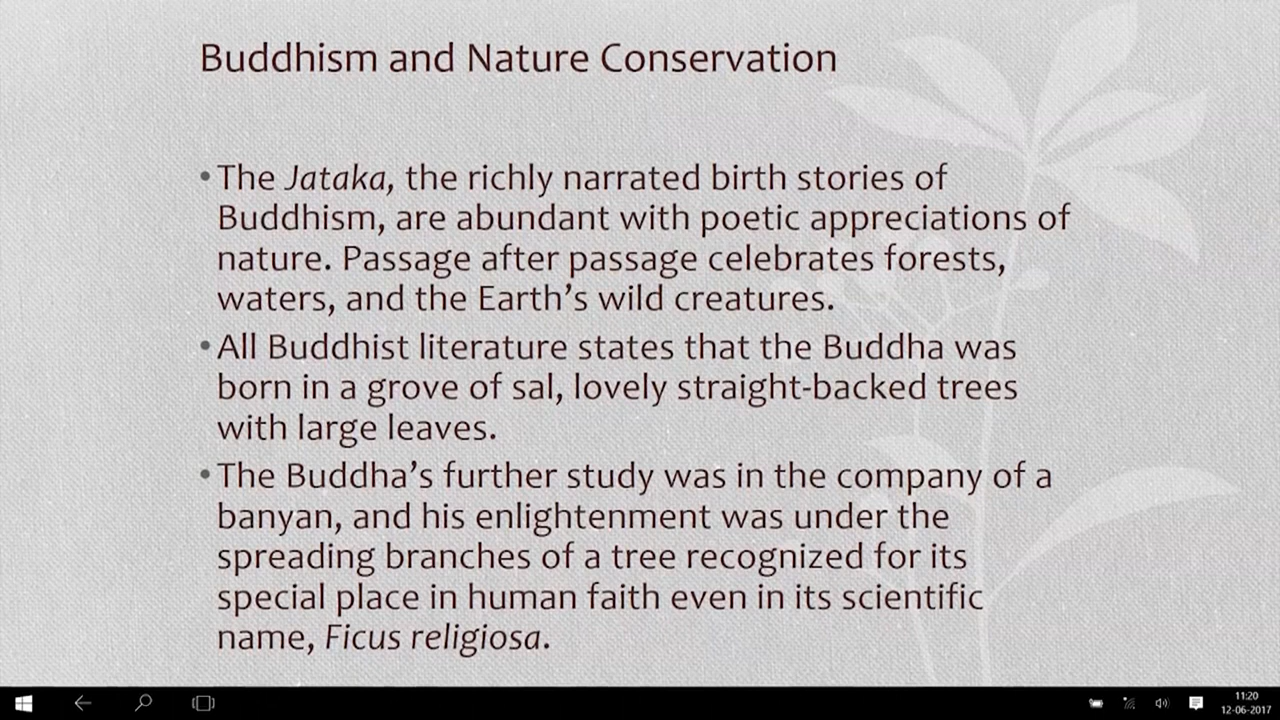 Buddhism and Nature Conservation
•The Jataka, the richly narrated birth stories of
Buddhism, are abundant with poetic appreciations of
nature. Passage after passage celebrates forests,
waters, and the Earth’s wild creatures.
•All Buddhist literature states that the Buddha was
born in a grove of sal, lovely straight-backed trees
with large leaves.
•The Buddha’s further study was in the company of a
banyan, and his enlightenment was under the
spreading branches of a tree recognized for its
special place in human faith even in its scientific
name, Ficus religiosa.
11:20
12-06-2017